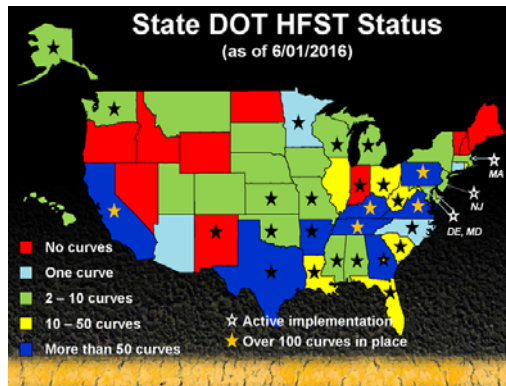 State DOT HFST Status
(as of 6/01/2016)
MA
NJ
DE, MD
No curves
One curve
2 – 10 curves
10 – 50 curves
More than 50 curves
Active implementation
Over 100 curves in place